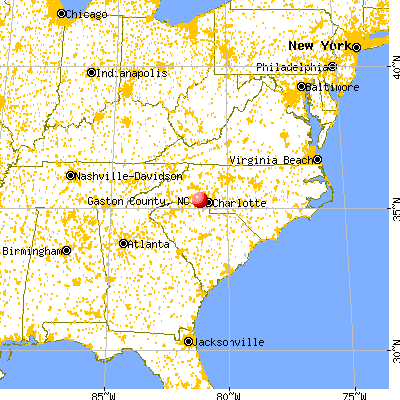 Chicago
New York
Philadelphia
40°N
Indianapolis
Baltimore
Virginia Beach
Nashville-Davidson
Gaston County, NC
Charlotte
35°N
Atlanta
Birmingham
Jacksonville
30°N
85°W
80°W
75°W